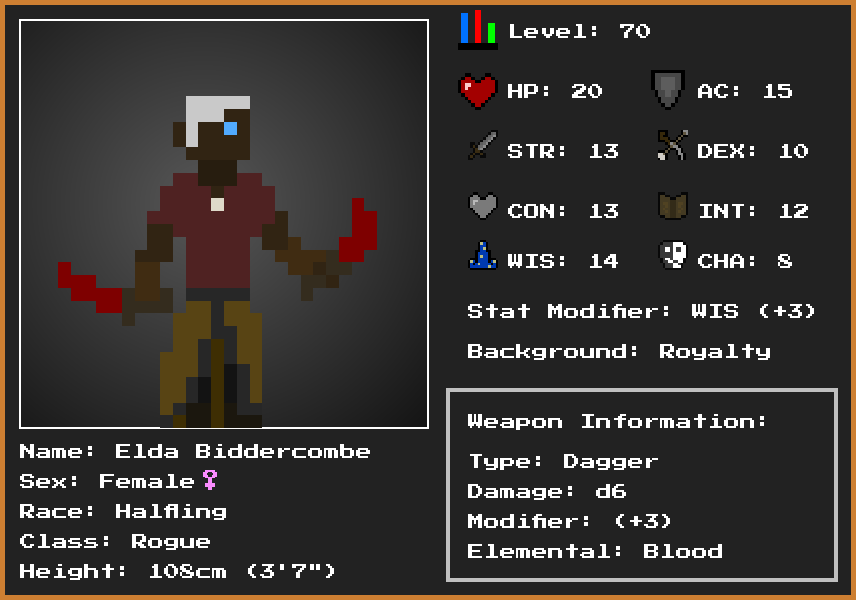 Level: 70
HP: 20
AC: 15
STR: 13
DEX: 10
CON: 13
INT: 12
WIS: 14
CHA: 8
Stat Modifier: WIS (+3)
Background: Royalty
Weapon Information:
Type: Dagger
Damage: d6
Modifier: (+3)
Elemental: Blood
Name: Elda Biddercombe
Sex: Female♀
Race: Halfling
Class: Rogue
Height: 108cm (3'7")